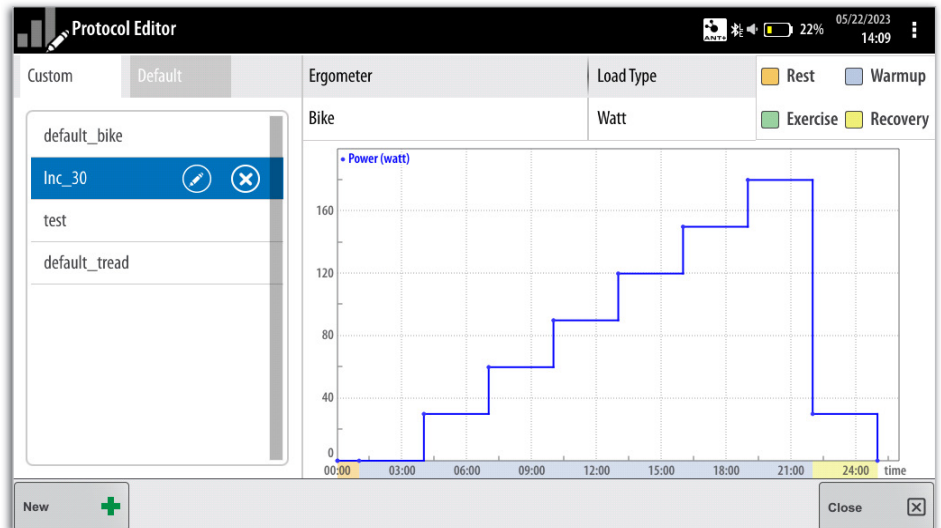 Protocol Editor
ANT+
22%
05/22/2023
14:09
Custom
Default
default_bike
Inc_30
test
default_tread
Ergometer
Load Type
Bike
Watt
Rest
Warmup
Exercise
Recovery
Power (watt)
160
120
80
40
0
00:00 03:00 06:00 09:00 12:00 15:00 18:00 21:00 24:00 time
New
Close